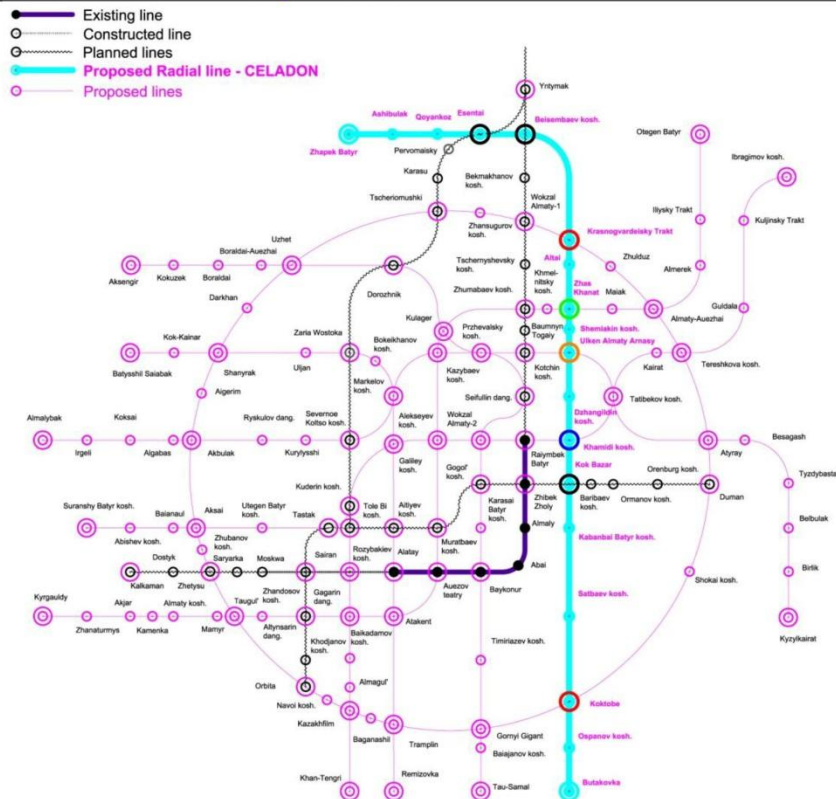 Existing line
Constructed line
Planned lines
Proposed Radial line - CELADON
Proposed lines
Yntymak
Ashibulak
Qoyankoz
Esentai
Beisembaev kosh.
Zhapek Batyr
Pervomaisky
Otegen Batyr
Ibragimov kosh.
Karasu
Bekmakhanov
kosh.
Tscheriomushki
Wokzal
Almaty-1
Iliysky Trakt
Kuljinsky Trakt
Zhansugurov
kosh.
Krasnogvardeisky Trakt
Uzhet
Boraldai-Auezhai
Tschernyshevsky
kosh.
Altai
Zhulduz
Aksengir
Kokuzek
Boraldai
Khmel-
nitsky
kosh.
Zhas
Khanat
Almerek
Dorozhnik
Zhumabaev kosh.
Maiak
Darkhan
Kulager
Almaty-Auezhai
Guldala
Zaria Wostoka
Przhevalsky
kosh.
Baumnyn
Togaiy
Shemiakin kosh.
Kok-Kainar
Bokeikhanov
kosh.
Ulken Almaty Arnasy
Batysshil Saiabak
Shanyrak
Uljan
Markelov
kosh.
Kazybaev
kosh.
Kotchin
kosh.
Kairat
Tereshkova kosh.
Aigerim
Seifullin dang.
Tatibekov kosh.
Almalybak
Koksai
Ryskulov dang.
Severnoe
Koltso kosh.
Alekseyev
kosh.
Wokzal
Almaty-2
Dzhangildin
kosh.
Irgeli
Algabas
Akbulak
Kurylysshi
Galiley
kosh.
Raiymbek
Batyr
Khamidi kosh.
Atyray
Besagash
Gogol'
kosh.
Kok Bazar
Orenburg kosh.
Kuderin kosh.
Karasai
Batyr
kosh.
Zhibek
Zholy
Baribaev
kosh.
Ormanov kosh.
Duman
Tyzdybasta
Suranshy Batyr kosh.
Aksai
Utegen Batyr
kosh.
Tastak
Tole Bi
kosh.
Aitiyev
kosh.
Abishev kosh.
Baianaul
Zhubanov
kosh.
Muratbaev
kosh.
Almaly
Kabanbai Batyr kosh.
Belbulak
Dostyk
Saryarka
Moskwa
Sairan
Rozybakiev
kosh.
Alatay
Abai
Kalkaman
Zhetysu
Zhandosov
kosh.
Gagarin
dang.
Auezov
teatry
Baykonur
Satbaev kosh.
Shokai kosh.
Birlik
Kyrgauldy
Akjar
Almaty kosh.
Taugul'
Zhanaturmys
Kamenka
Mamyr
Altynsarin
dang.
Khodjanov
kosh.
Baikadamov
kosh.
Atakent
Timiriazev kosh.
Kyzylkairat
Orbita
Almagul'
Navoi kosh.
Koktobe
Kazakhfilm
Baganashil
Tramplin
Gornyi Gigant
Ospanov kosh.
Baiajanov kosh.
Khan-Tengri
Remizovka
Tau-Samal
Butakovka